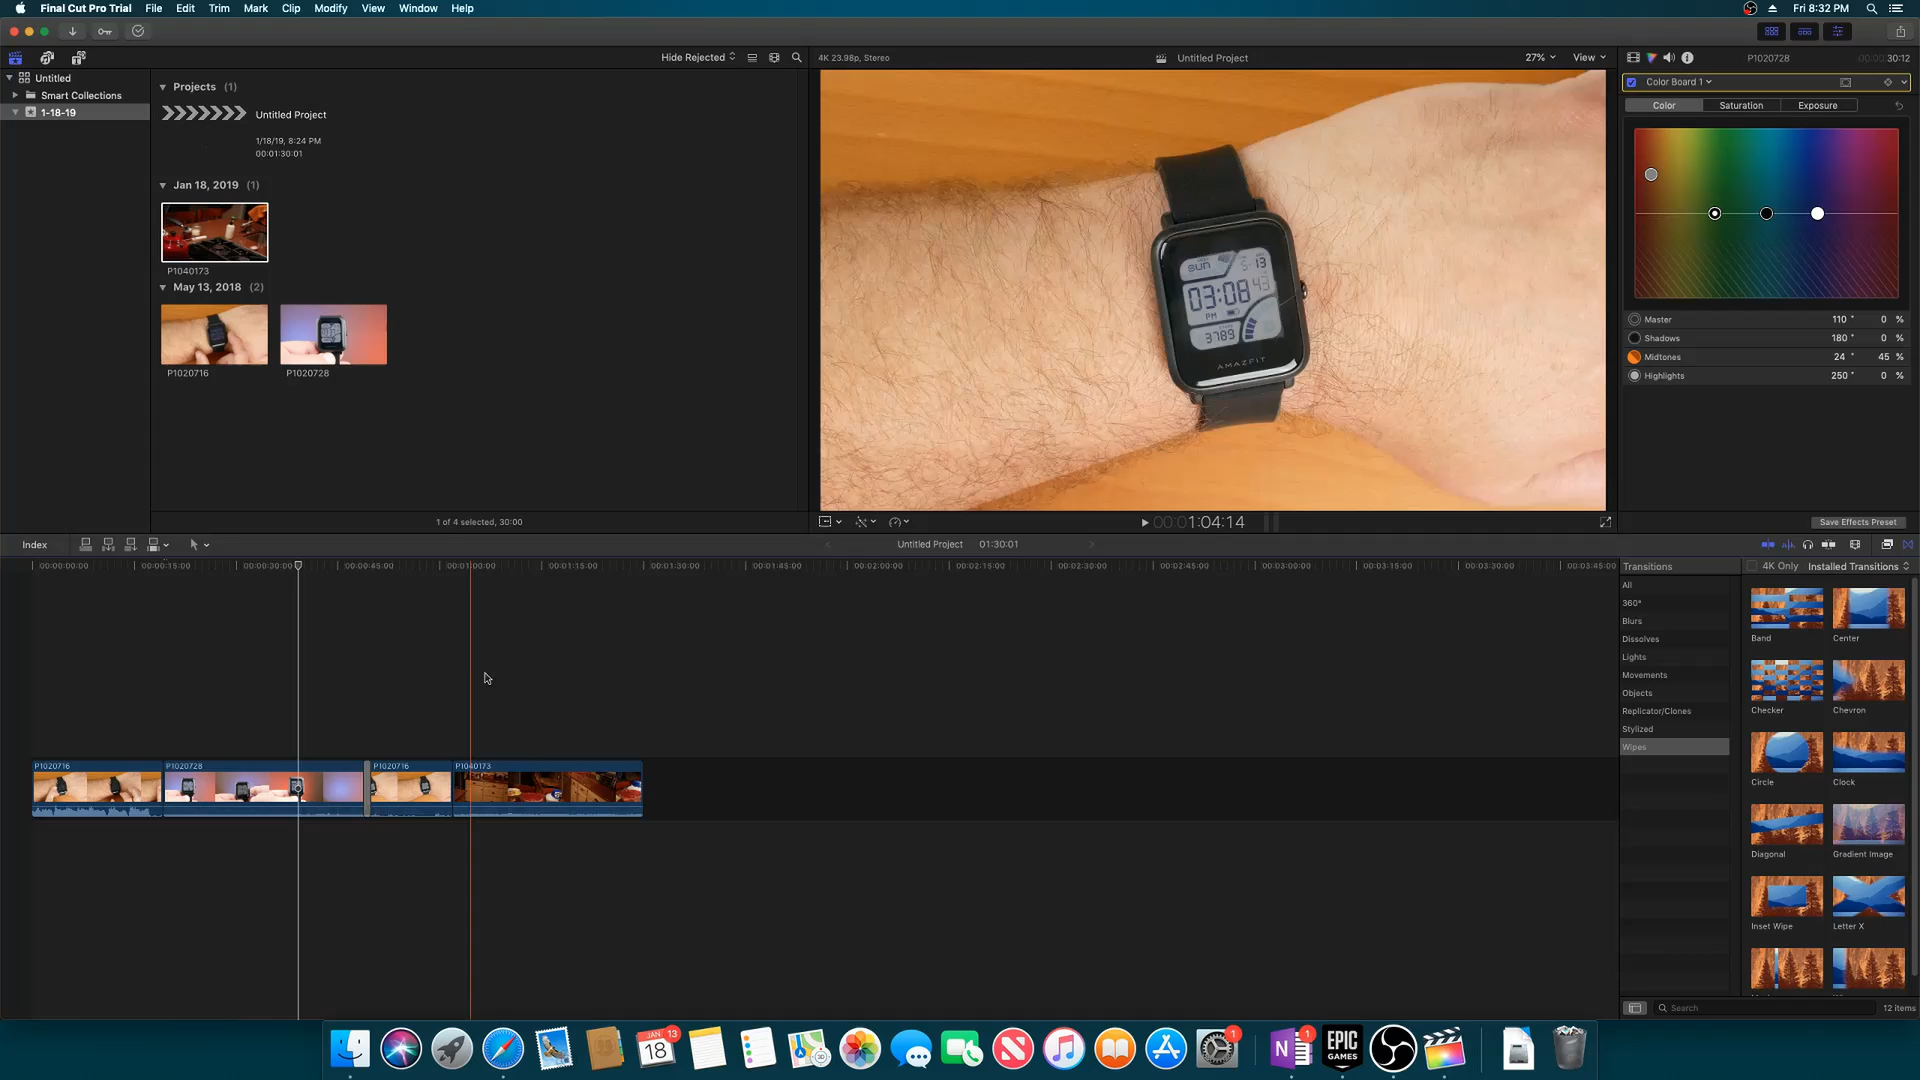 Final Cut Pro Trial File Edit Trim Mark Clip Modify View Window Help Fri 8:32 PM
Hide Rejected 4K 23.98p, Stereo Untitled Project 27% View P1020728 30:12
Untitled
Smart Collections
1-18-19
Projects (1)
Untitled Project
1/18/19, 8:24 PM
00:01:30:01
Jan 18, 2019 (1)
P1040173
May 13, 2018 (2)
P1020716 P1020728
1 of 4 selected, 30:00
SUN 5-13
03:08 43
PM
3789
AMAZFIT
00:00:1:04:14
Color Board 1
Color Saturation Exposure
Master 110 ° 0 %
Shadows 180 ° 0 %
Midtones 24 ° 45 %
Highlights 250 ° 0 %
Save Effects Preset
Index Untitled Project 01:30:01
00:00:00:00 00:00:15:00 00:00:30:00 00:00:45:00 00:01:00:00 00:01:15:00 00:01:30:00 00:01:45:00 00:02:00:00 00:02:15:00 00:02:30:00 00:02:45:00 00:03:00:00 00:03:15:00 00:03:30:00 00:03:45:00
P1020716 P1020728 P1020716 P1040173
Transitions 4K Only Installed Transitions
All
360°
Blurs
Dissolves
Lights
Movements
Objects
Replicator/Clones
Stylized
Wipes
Band Center
Checker Chevron
Circle Clock
Diagonal Gradient Image
Inset Wipe Letter X
Search 12 items
JAN 13
18
1
N 1
EPIC
GAMES